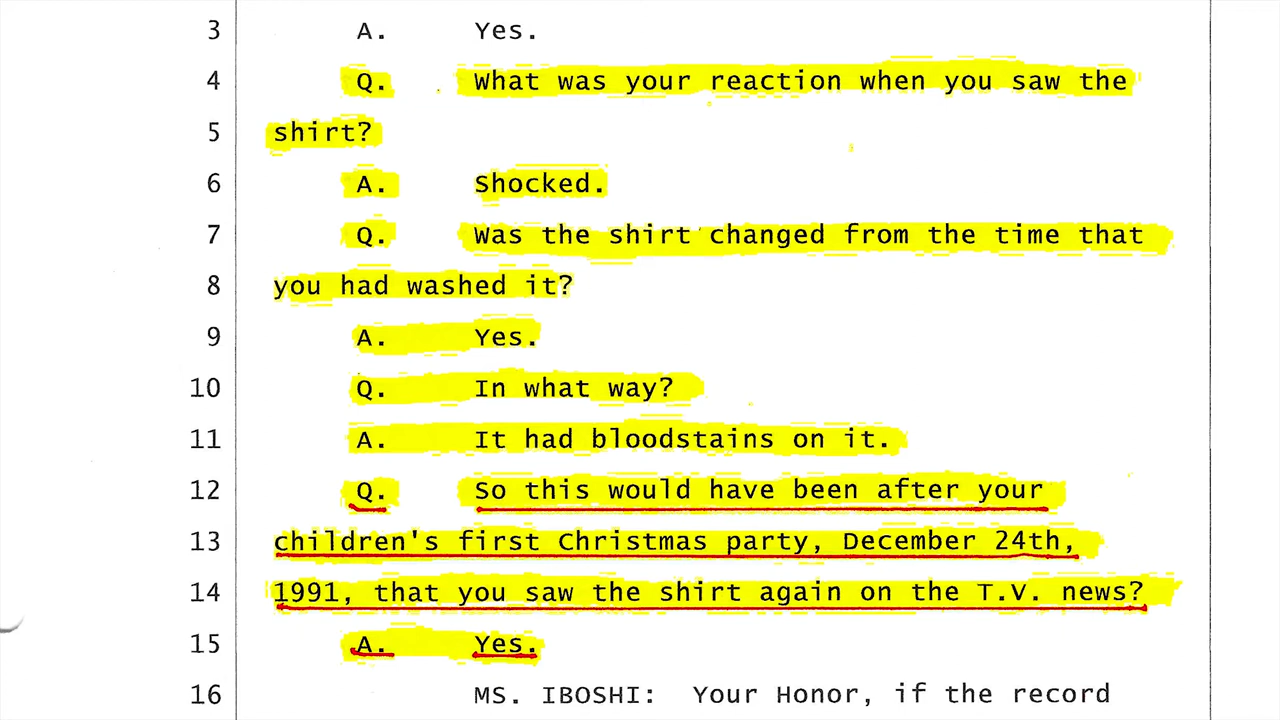 3 A. Yes.
4 Q. What was your reaction when you saw the
5 shirt?
6 A. Shocked.
7 Q. Was the shirt changed from the time that
8 you had washed it?
9 A. Yes.
10 Q. In what way?
11 A. It had bloodstains on it.
12 Q. So this would have been after your
13 children's first Christmas party, December 24th,
14 1991, that you saw the shirt again on the T.V. news?
15 A. Yes.
16 MS. IBOSHI: Your Honor, if the record